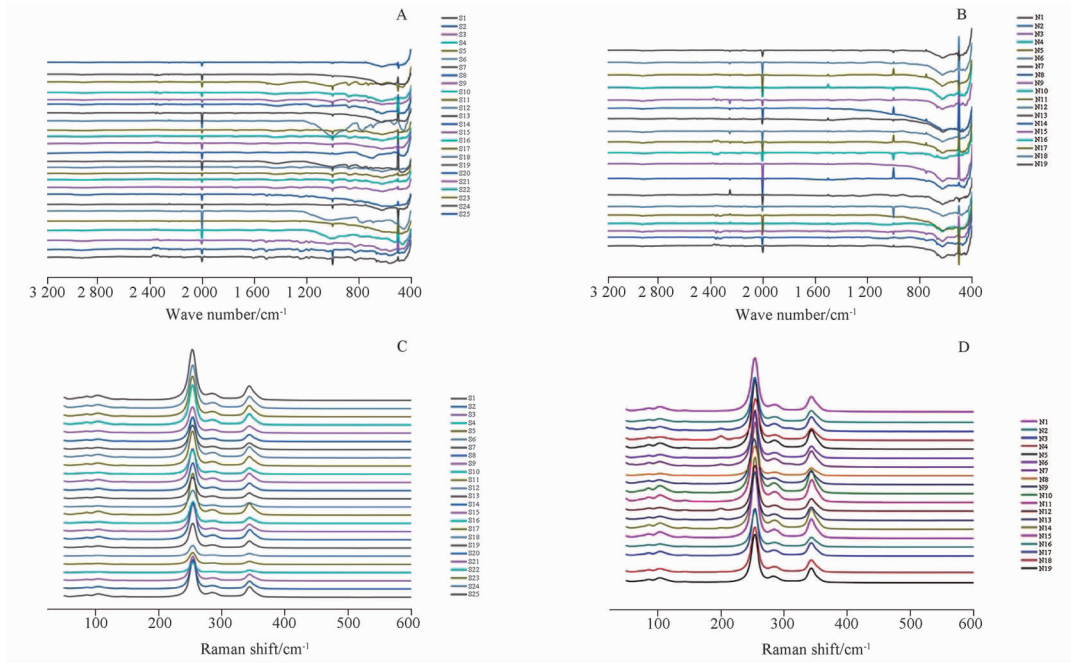 A
S1
S2
S3
S4
S5
S6
S7
S8
S9
S10
S11
S12
S13
S14
S15
S16
S17
S18
S19
S20
S21
S22
S23
S24
S25
3 200 2 800 2 400 2 000 1 600 1 200 800 400
Wave number/cm⁻¹
B
N1
N2
N3
N4
N5
N6
N7
N8
N9
N10
N11
N12
N13
N14
N15
N16
N17
N18
N19
3 200 2 800 2 400 2 000 1 600 1 200 800 400
Wave number/cm⁻¹
C
S1
S2
S3
S4
S5
S6
S7
S8
S9
S10
S11
S12
S13
S14
S15
S16
S17
S18
S19
S20
S21
S22
S23
S24
S25
100 200 300 400 500 600
Raman shift/cm⁻¹
D
N1
N2
N3
N4
N5
N6
N7
N8
N9
N10
N11
N12
N13
N14
N15
N16
N17
N18
N19
100 200 300 400 500 600
Raman shift/cm⁻¹